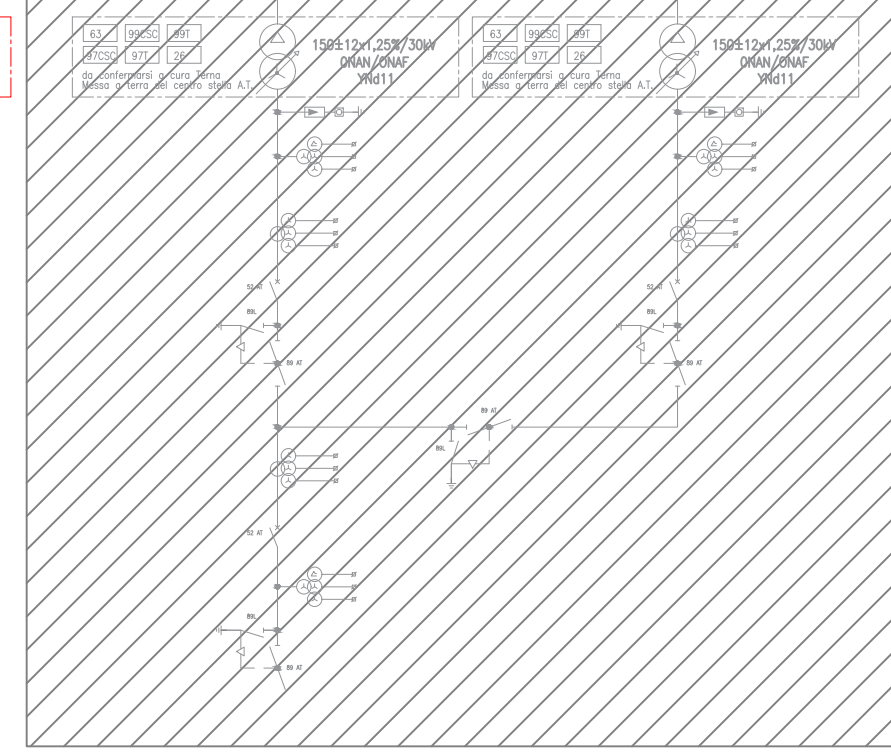 63 99CSC 99T
97CSC 97T 26
da confermarsi a cura Terna
Messa a terra del centro stella A.T.
150±12x1,25%/30kV
ONAN/ONAF
YNd11
63 99CSC 99T
97CSC 97T 26
da confermarsi a cura Terna
Messa a terra del centro stella A.T.
150±12x1,25%/30kV
ONAN/ONAF
YNd11
52 AT
89L
89 AT
52 AT
89L
89 AT
89 AT
89L
52 AT
89L
89 AT